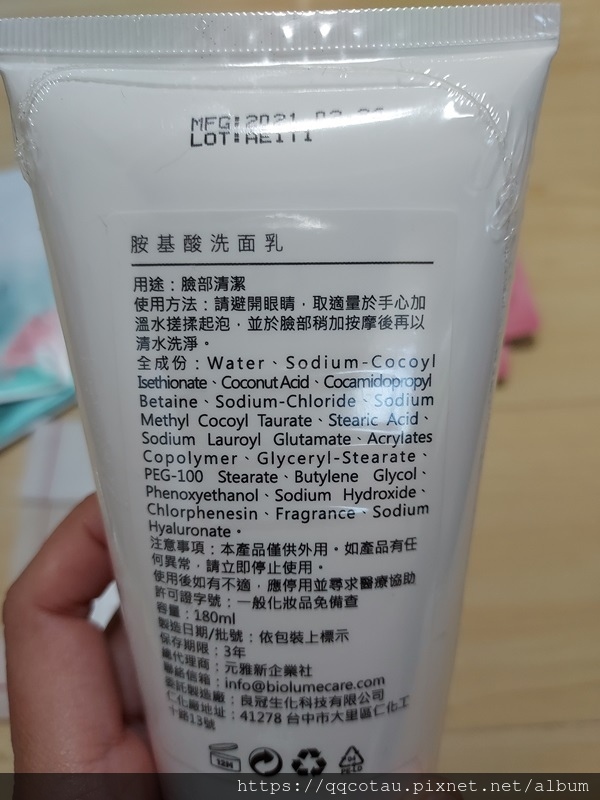 MFG:2021
LOT:AE1T1
胺基酸洗面乳
用途：臉部清潔
使用方法：請避開眼睛，取適量於手心加
溫水搓揉起泡，並於臉部稍加按摩後再以
清水洗淨。
全成份：Water、Sodium-Cocoyl
Isethionate、Coconut Acid、Cocamidopropyl
Betaine、Sodium-Chloride、Sodium
Methyl Cocoyl Taurate、Stearic Acid、
Sodium Lauroyl Glutamate、Acrylates
Copolymer、Glyceryl-Stearate、
PEG-100 Stearate、Butylene Glycol、
Phenoxyethanol、Sodium Hydroxide、
Chlorphenesin、Fragrance、Sodium
Hyaluronate。
注意事項：本產品僅供外用。如產品有任
何異常，請立即停止使用。
使用後如有不適，應停用並尋求醫療協助
許可證字號：一般化妝品免備查
容量：180ml
製造日期/批號：依包裝上標示
保存期限：3年
總代理商：元雅新企業社
聯絡信箱：info@biolumecare.com
委託製造廠：良冠生化科技有限公司
仁化廠地址：41278 台中市大里區仁化工
十路13號
12M
https://qqcotau.pixnet.net/album